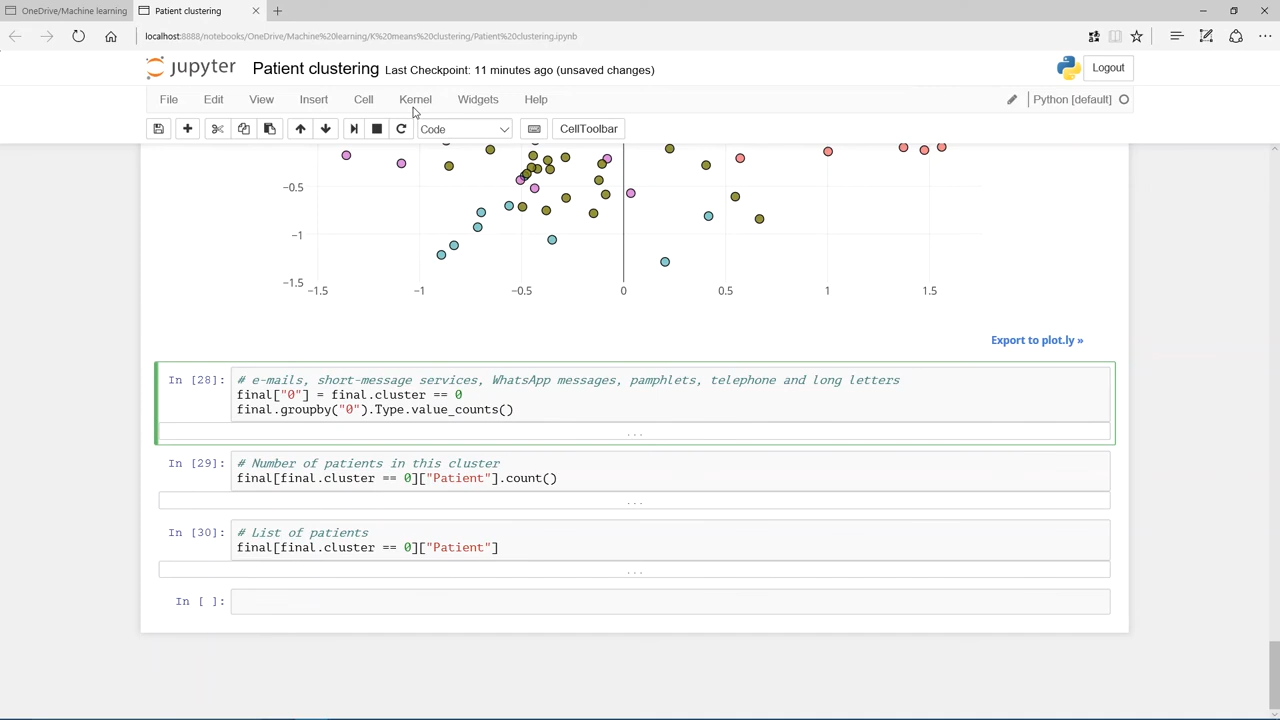 OneDrive/Machine learning
Patient clustering
localhost:8888/notebooks/OneDrive/Machine%20learning/K%20means%20clustering/Patient%20clustering.ipynb
jupyter Patient clustering Last Checkpoint: 11 minutes ago (unsaved changes)
Logout
File Edit View Insert Cell Kernel Widgets Help
Python [default]
Code
CellToolbar
−0.5
−1
−1.5
−1.5 −1 −0.5 0 0.5 1 1.5
Export to plot.ly »
In [28]: # e-mails, short-message services, WhatsApp messages, pamphlets, telephone and long letters
final["0"] = final.cluster == 0
final.groupby("0").Type.value_counts()
...
In [29]: # Number of patients in this cluster
final[final.cluster == 0]["Patient"].count()
...
In [30]: # List of patients
final[final.cluster == 0]["Patient"]
...
In [ ]: